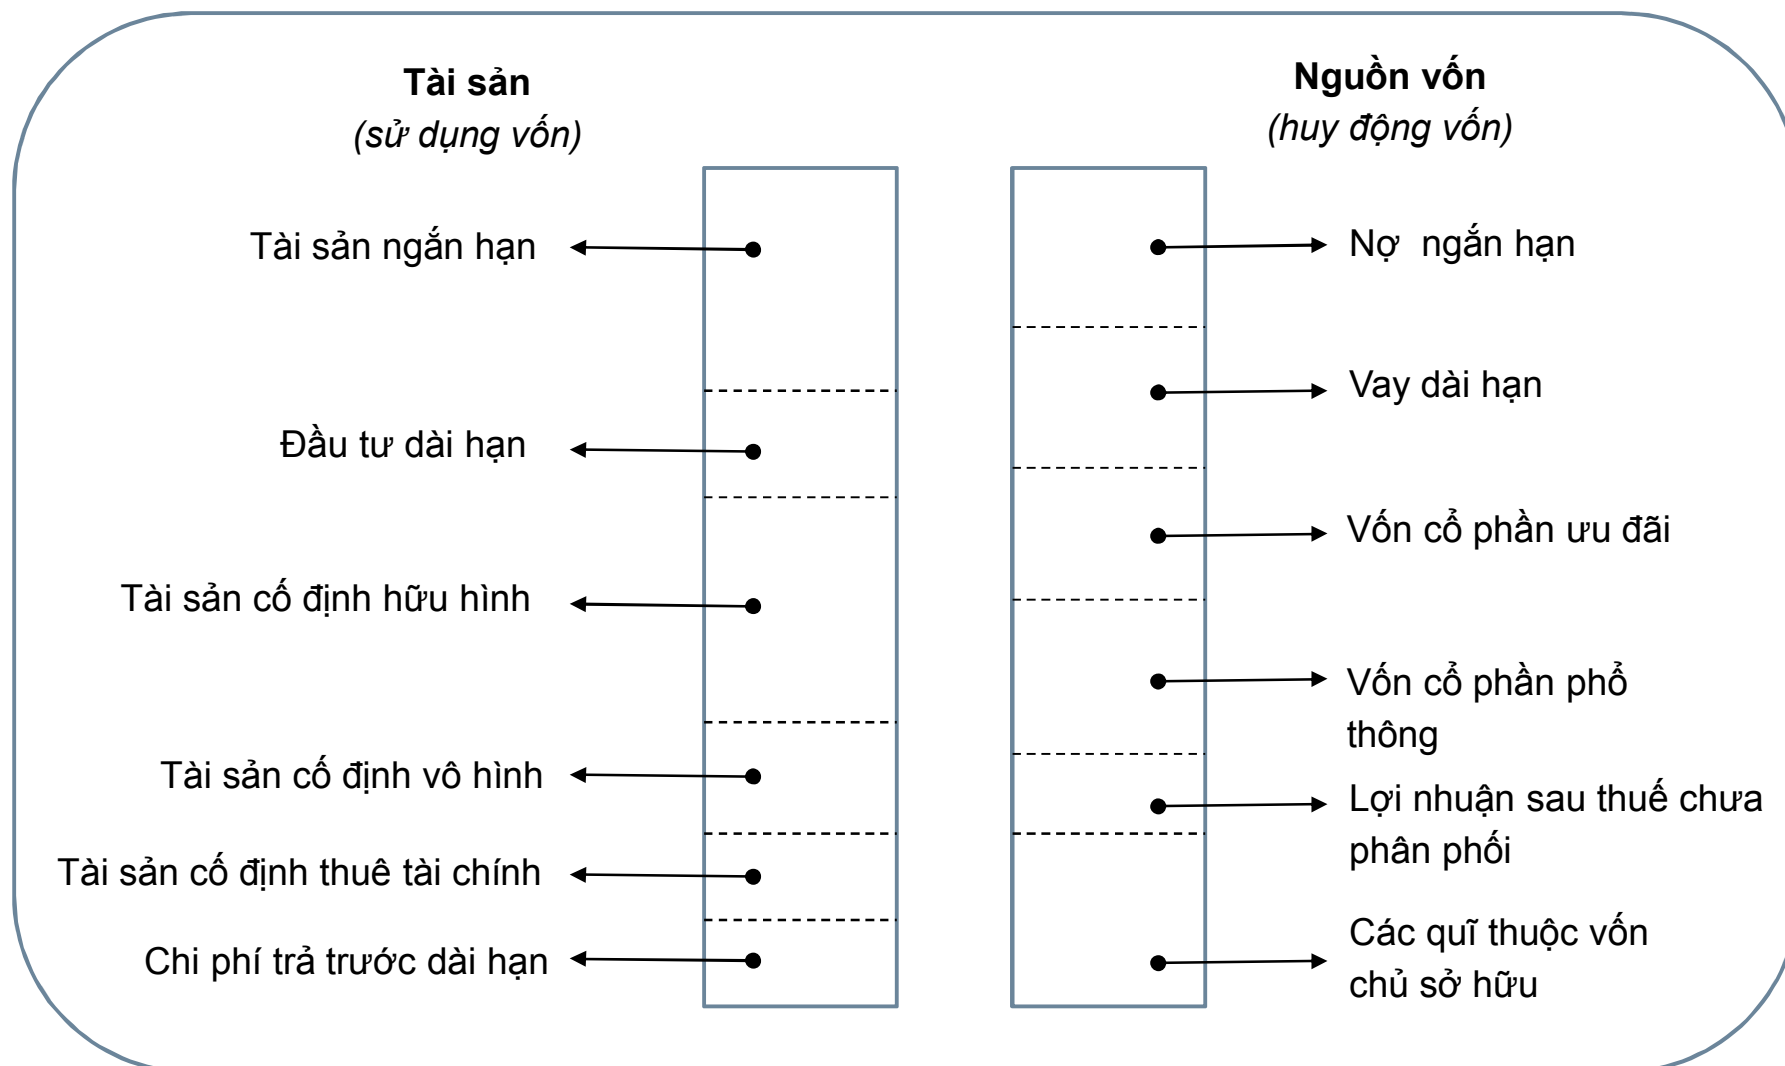 Tài sản
(sử dụng vốn)
Tài sản ngắn hạn
Đầu tư dài hạn
Tài sản cố định hữu hình
Tài sản cố định vô hình
Tài sản cố định thuê tài chính
Chi phí trả trước dài hạn
Nguồn vốn
(huy động vốn)
Nợ ngắn hạn
Vay dài hạn
Vốn cổ phần ưu đãi
Vốn cổ phần phổ
thông
Lợi nhuận sau thuế chưa
phân phối
Các quĩ thuộc vốn
chủ sở hữu